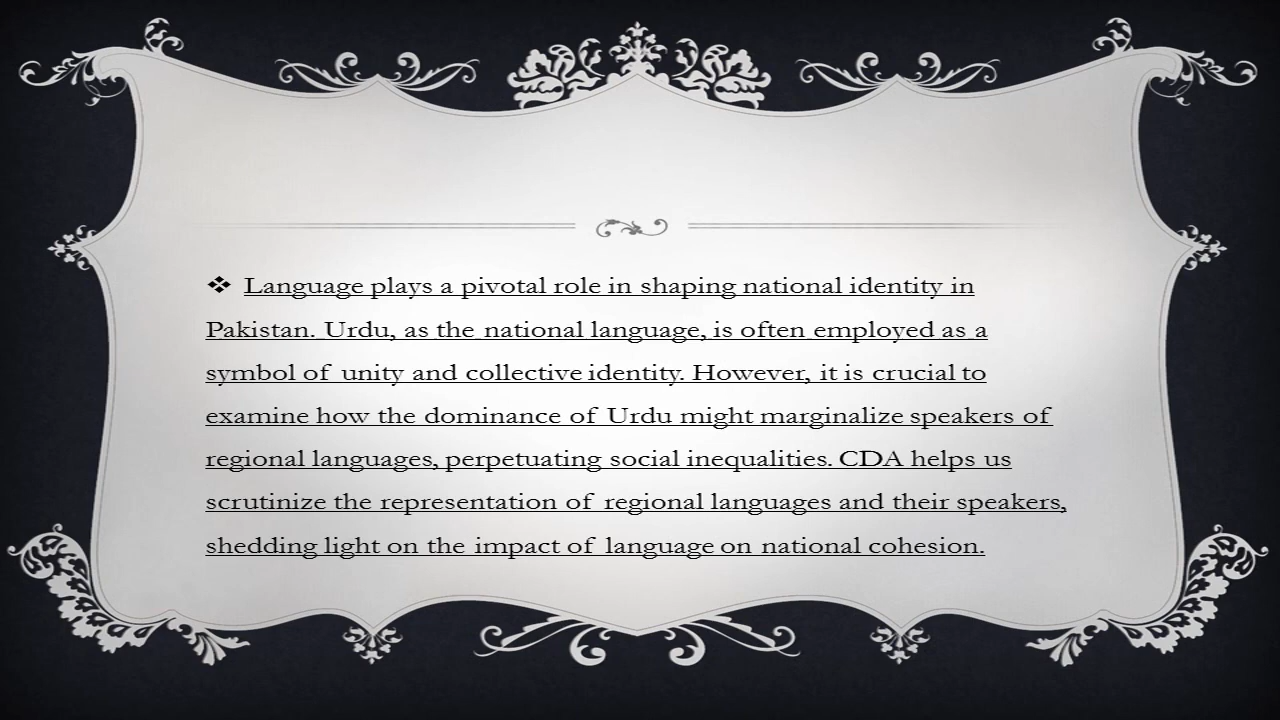 ❖ Language plays a pivotal role in shaping national identity in
Pakistan. Urdu, as the national language, is often employed as a
symbol of unity and collective identity. However, it is crucial to
examine how the dominance of Urdu might marginalize speakers of
regional languages, perpetuating social inequalities. CDA helps us
scrutinize the representation of regional languages and their speakers,
shedding light on the impact of language on national cohesion.